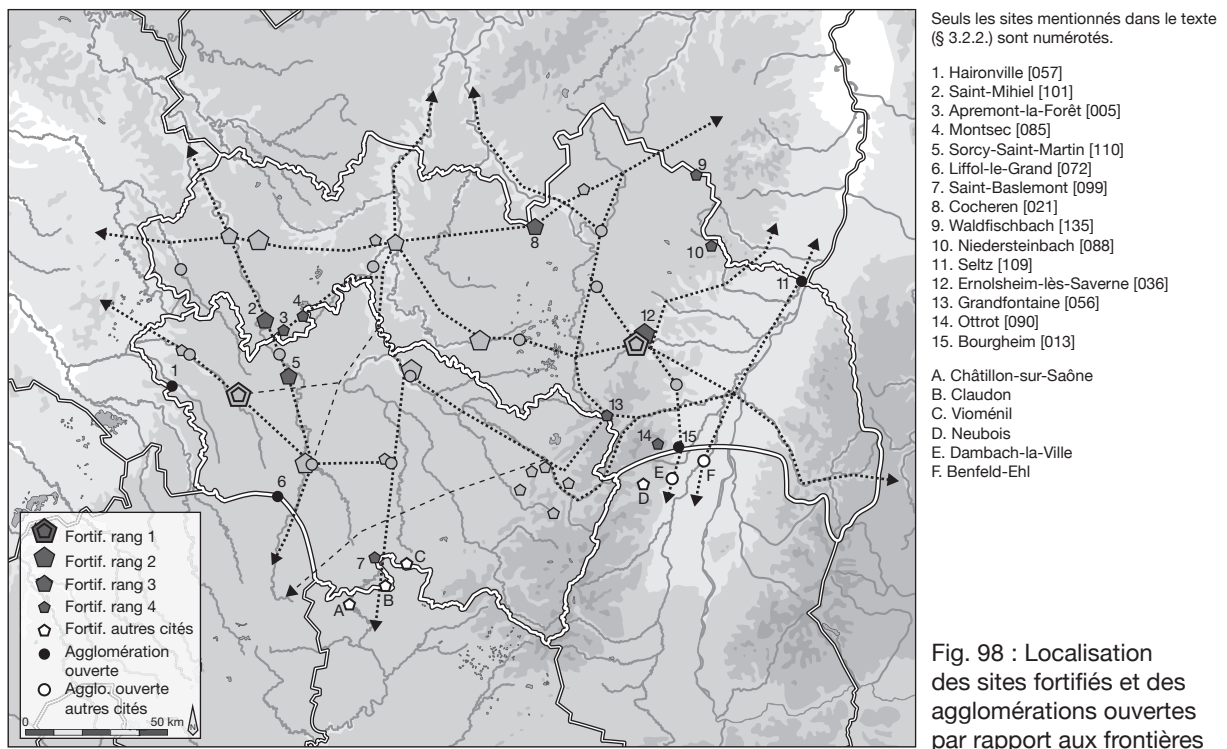 Seuls les sites mentionnés dans le texte
(§ 3.2.2.) sont numérotés.
1. Haironville [057]
2. Saint-Mihiel [101]
3. Apremont-la-Forêt [005]
4. Montsec [085]
5. Sorcy-Saint-Martin [110]
6. Liffol-le-Grand [072]
7. Saint-Baslemont [099]
8. Cocheren [021]
9. Waldfischbach [135]
10. Niedersteinbach [088]
11. Seltz [109]
12. Ernolsheim-lès-Saverne [036]
13. Grandfontaine [056]
14. Ottrot [090]
15. Bourgheim [013]
A. Châtillon-sur-Saône
B. Claudon
C. Vioménil
D. Neubois
E. Dambach-la-Ville
F. Benfeld-Ehl
9
8
10
11
4
2
3
12
5
1
13
14
15
E
F
D
6
7
C
B
A
Fortif. rang 1
Fortif. rang 2
Fortif. rang 3
Fortif. rang 4
Fortif. autres cités
Agglomération
ouverte
Agglo. ouverte
autres cités
0
50 km
N
Fig. 98 : Localisation
des sites fortifiés et des
agglomérations ouvertes
par rapport aux frontières